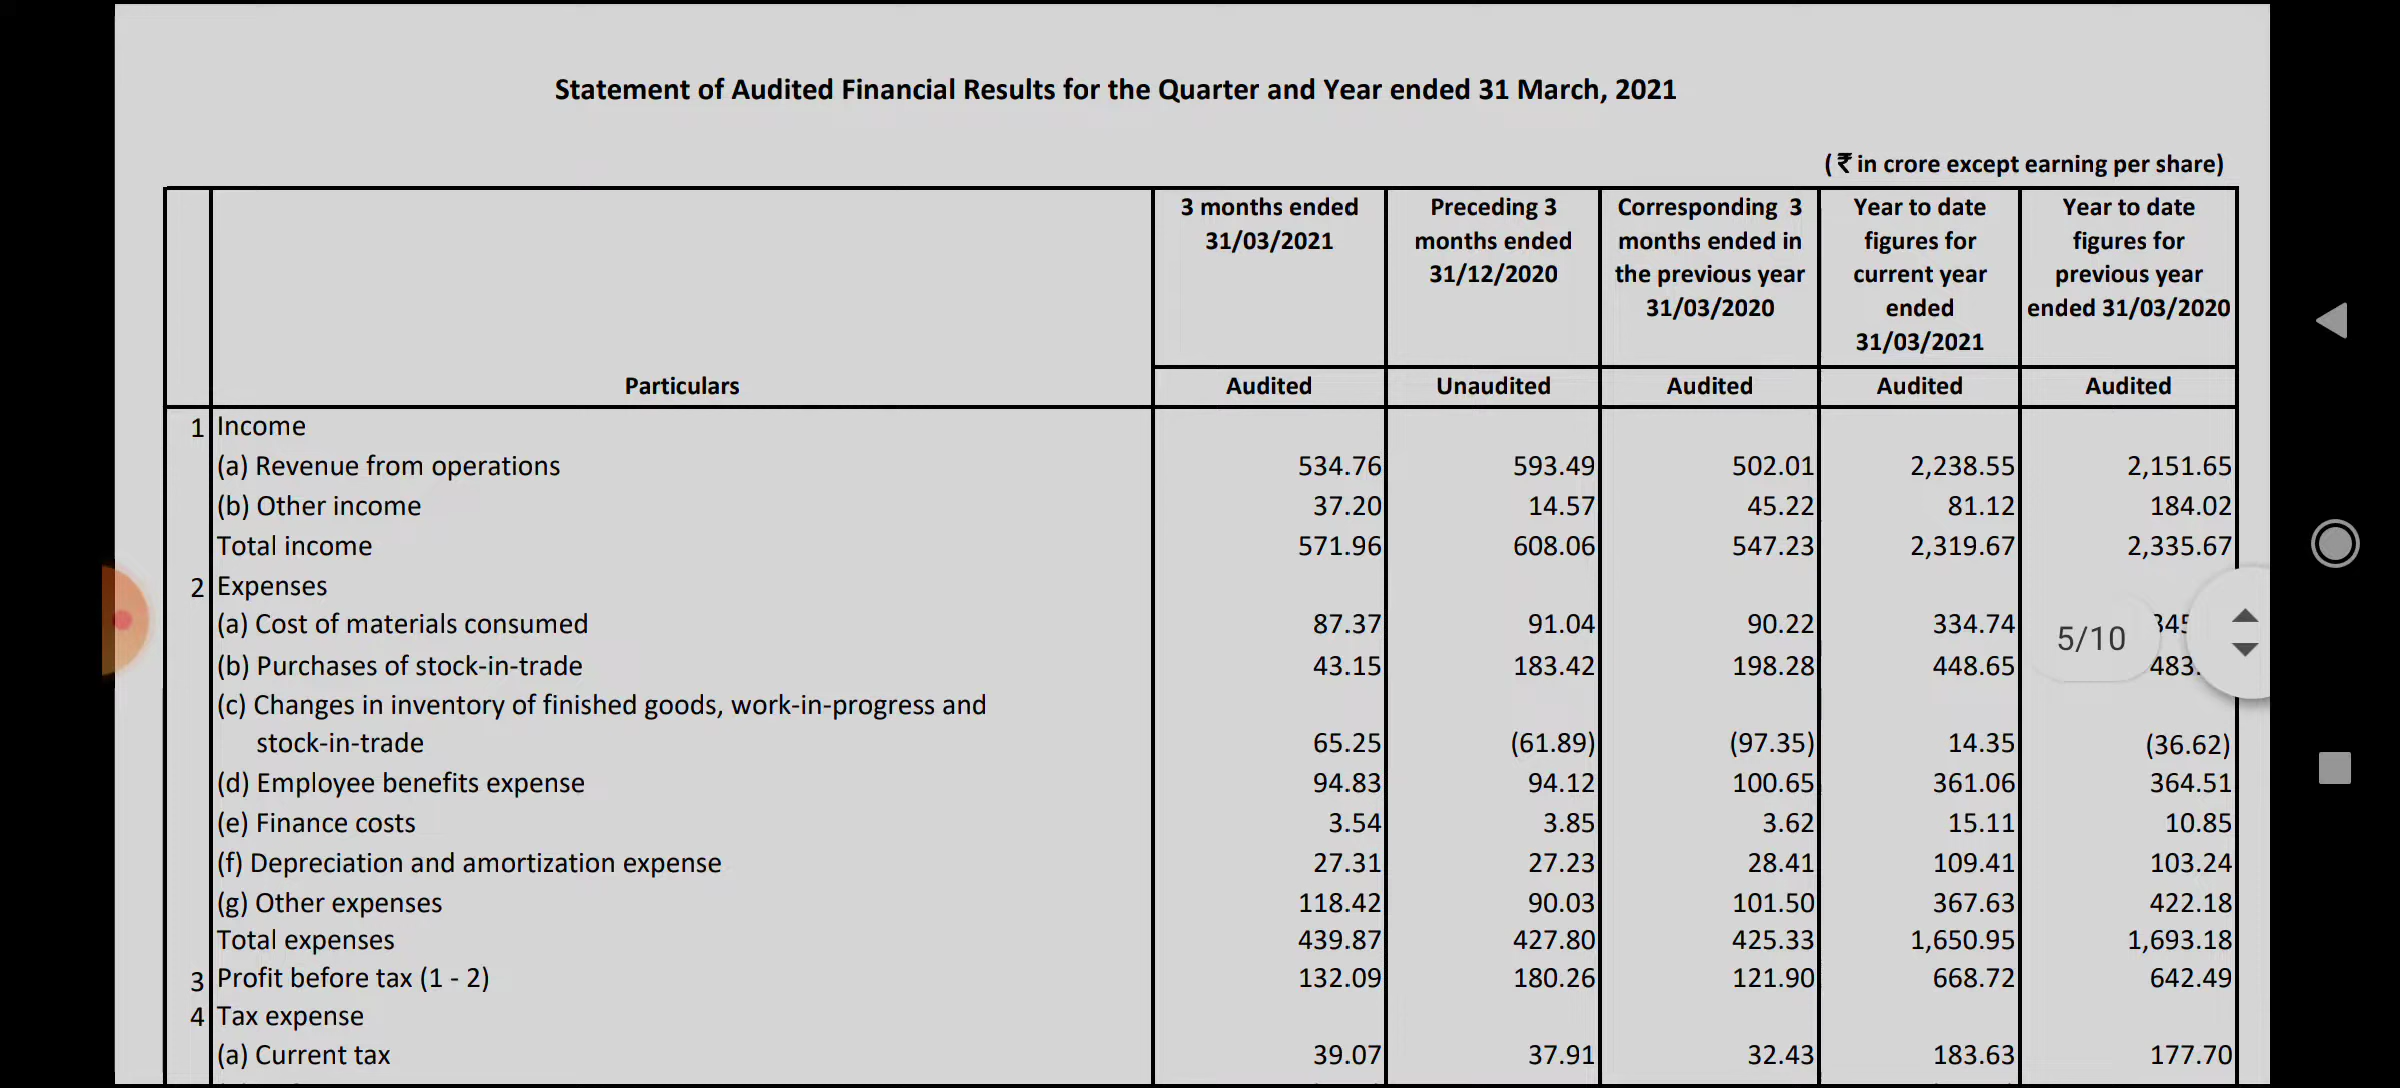 Statement of Audited Financial Results for the Quarter and Year ended 31 March, 2021
(₹ in crore except earning per share)
Particulars 3 months ended 31/03/2021 Preceding 3 months ended 31/12/2020 Corresponding 3 months ended in the previous year 31/03/2020 Year to date figures for current year ended 31/03/2021 Year to date figures for previous year ended 31/03/2020
Audited Unaudited Audited Audited Audited
1 Income
(a) Revenue from operations 534.76 593.49 502.01 2,238.55 2,151.65
(b) Other income 37.20 14.57 45.22 81.12 184.02
Total income 571.96 608.06 547.23 2,319.67 2,335.67
2 Expenses
(a) Cost of materials consumed 87.37 91.04 90.22 334.74
5/10
(b) Purchases of stock-in-trade 43.15 183.42 198.28 448.65 483.
(c) Changes in inventory of finished goods, work-in-progress and
stock-in-trade 65.25 (61.89) (97.35) 14.35 (36.62)
(d) Employee benefits expense 94.83 94.12 100.65 361.06 364.51
(e) Finance costs 3.54 3.85 3.62 15.11 10.85
(f) Depreciation and amortization expense 27.31 27.23 28.41 109.41 103.24
(g) Other expenses 118.42 90.03 101.50 367.63 422.18
Total expenses 439.87 427.80 425.33 1,650.95 1,693.18
3 Profit before tax (1 - 2) 132.09 180.26 121.90 668.72 642.49
4 Tax expense
(a) Current tax 39.07 37.91 32.43 183.63 177.70